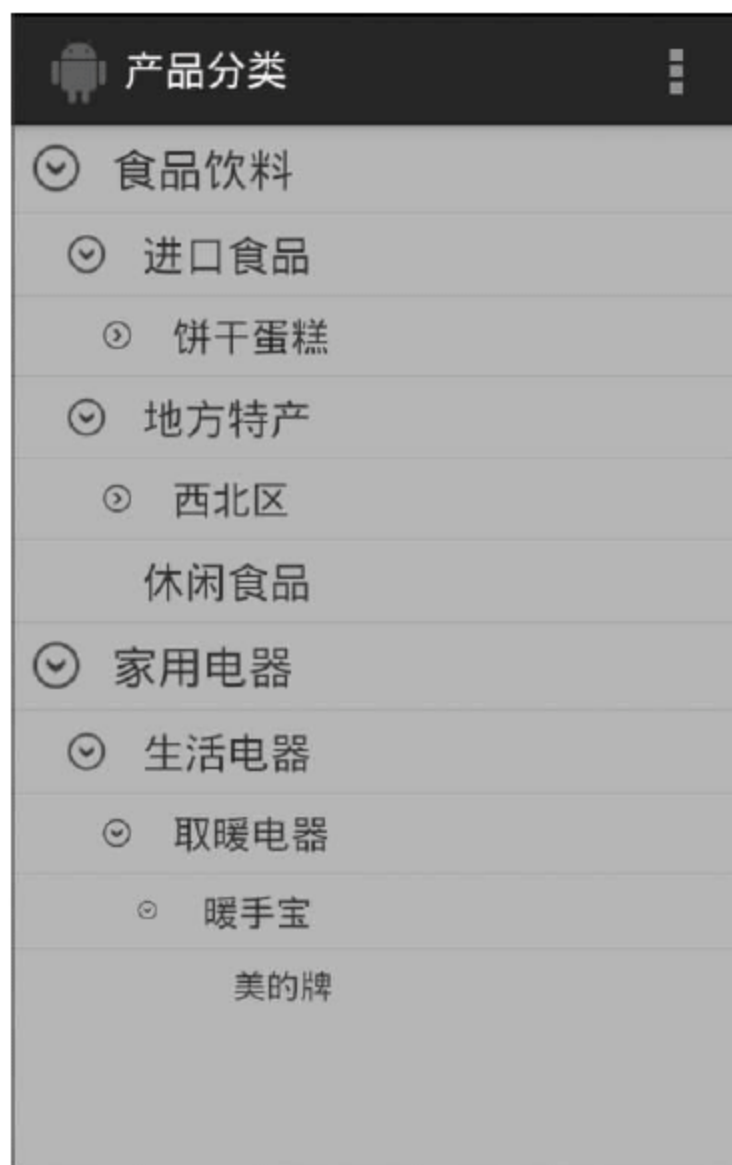 产品分类
食品饮料
进口食品
饼干蛋糕
地方特产
西北区
休闲食品
家用电器
生活电器
取暖电器
暖手宝
美的牌